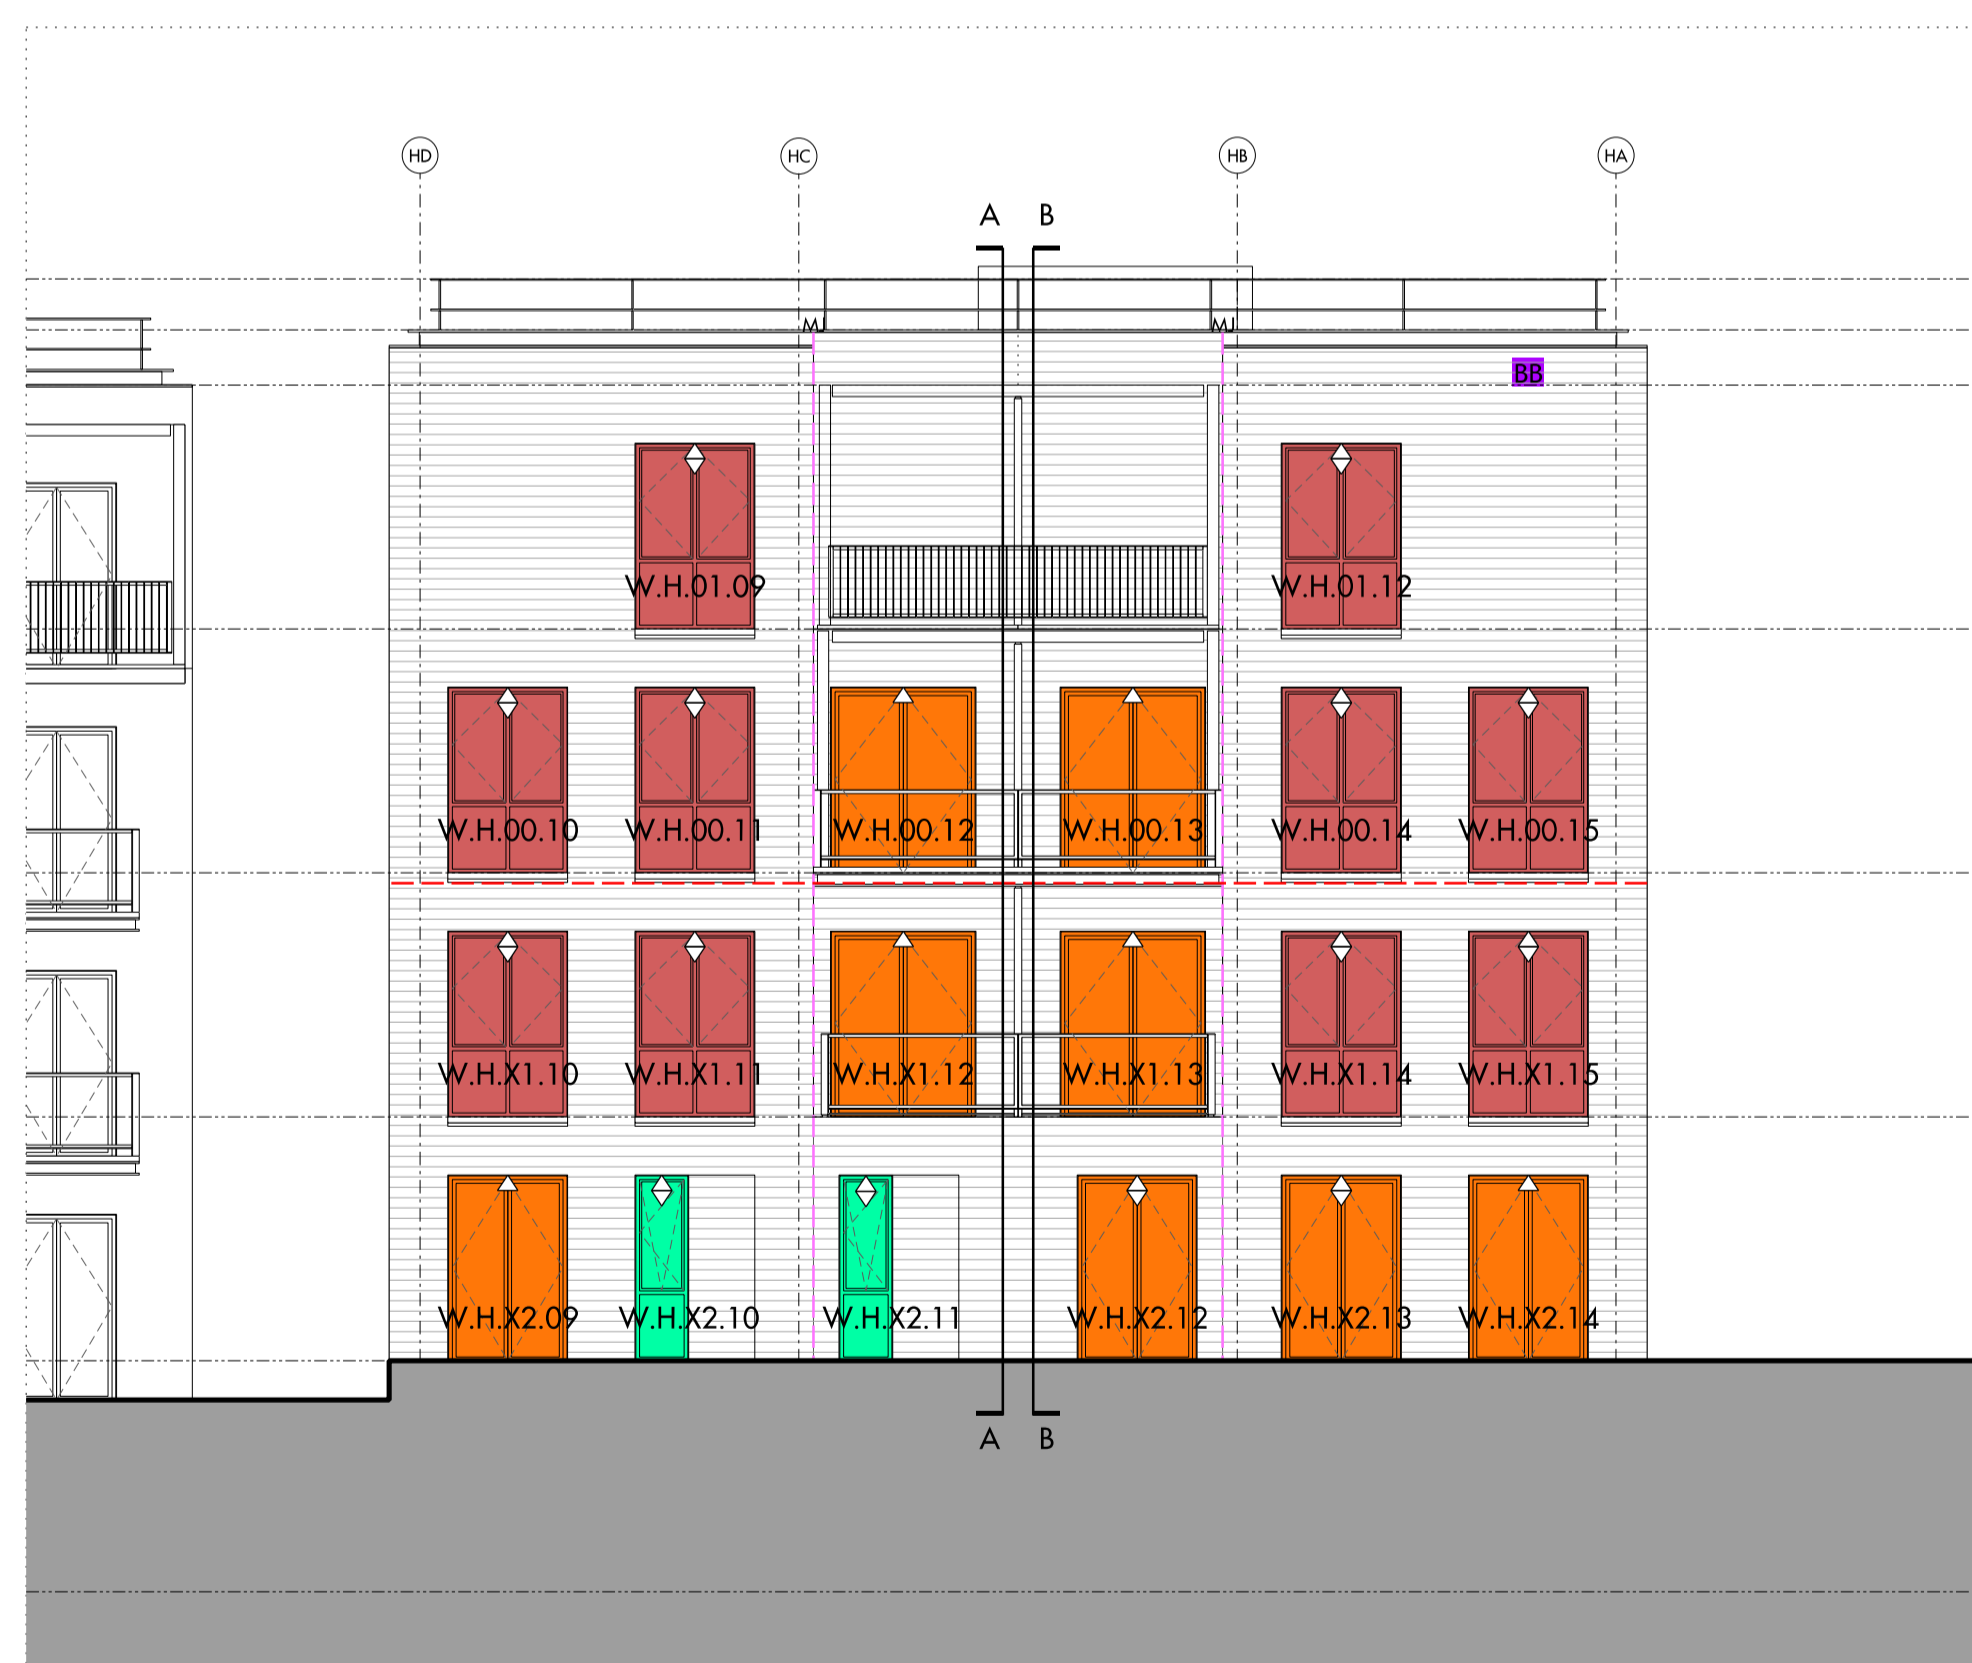 HD HC HB HA
A B
MJ MJ
BB
W.H.01.09 W.H.01.12
W.H.00.10 W.H.00.11 W.H.00.12 W.H.00.13 W.H.00.14 W.H.00.15
W.H.X1.10 W.H.X1.11 W.H.X1.12 W.H.X1.13 W.H.X1.14 W.H.X1.15
W.H.X2.09 W.H.X2.10 W.H.X2.11 W.H.X2.12 W.H.X2.13 W.H.X2.14
A B